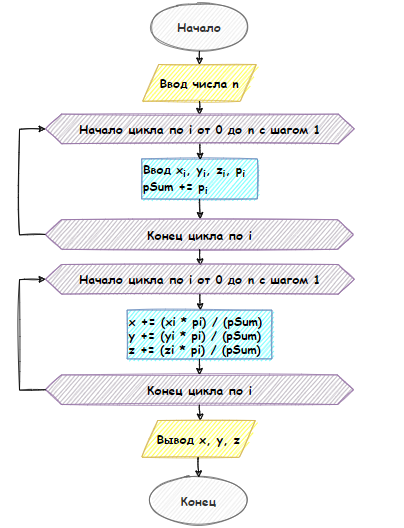 Начало
Ввод числа n
Начало цикла по i от 0 до n с шагом 1
Ввод xᵢ, yᵢ, zᵢ, pᵢ
pSum += pᵢ
Конец цикла по i
Начало цикла по i от 0 до n с шагом 1
x += (xi * pi) / (pSum)
y += (yi * pi) / (pSum)
z += (zi * pi) / (pSum)
Конец цикла по i
Вывод x, y, z
Конец